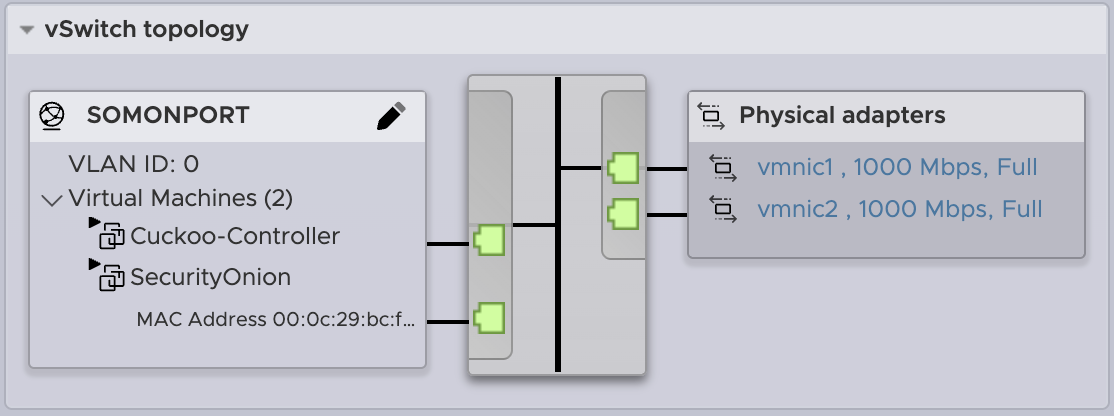 vSwitch topology
SOMONPORT
VLAN ID: 0
Virtual Machines (2)
Cuckoo-Controller
SecurityOnion
MAC Address 00:0c:29:bc:f...
Physical adapters
vmnic1 , 1000 Mbps, Full
vmnic2 , 1000 Mbps, Full